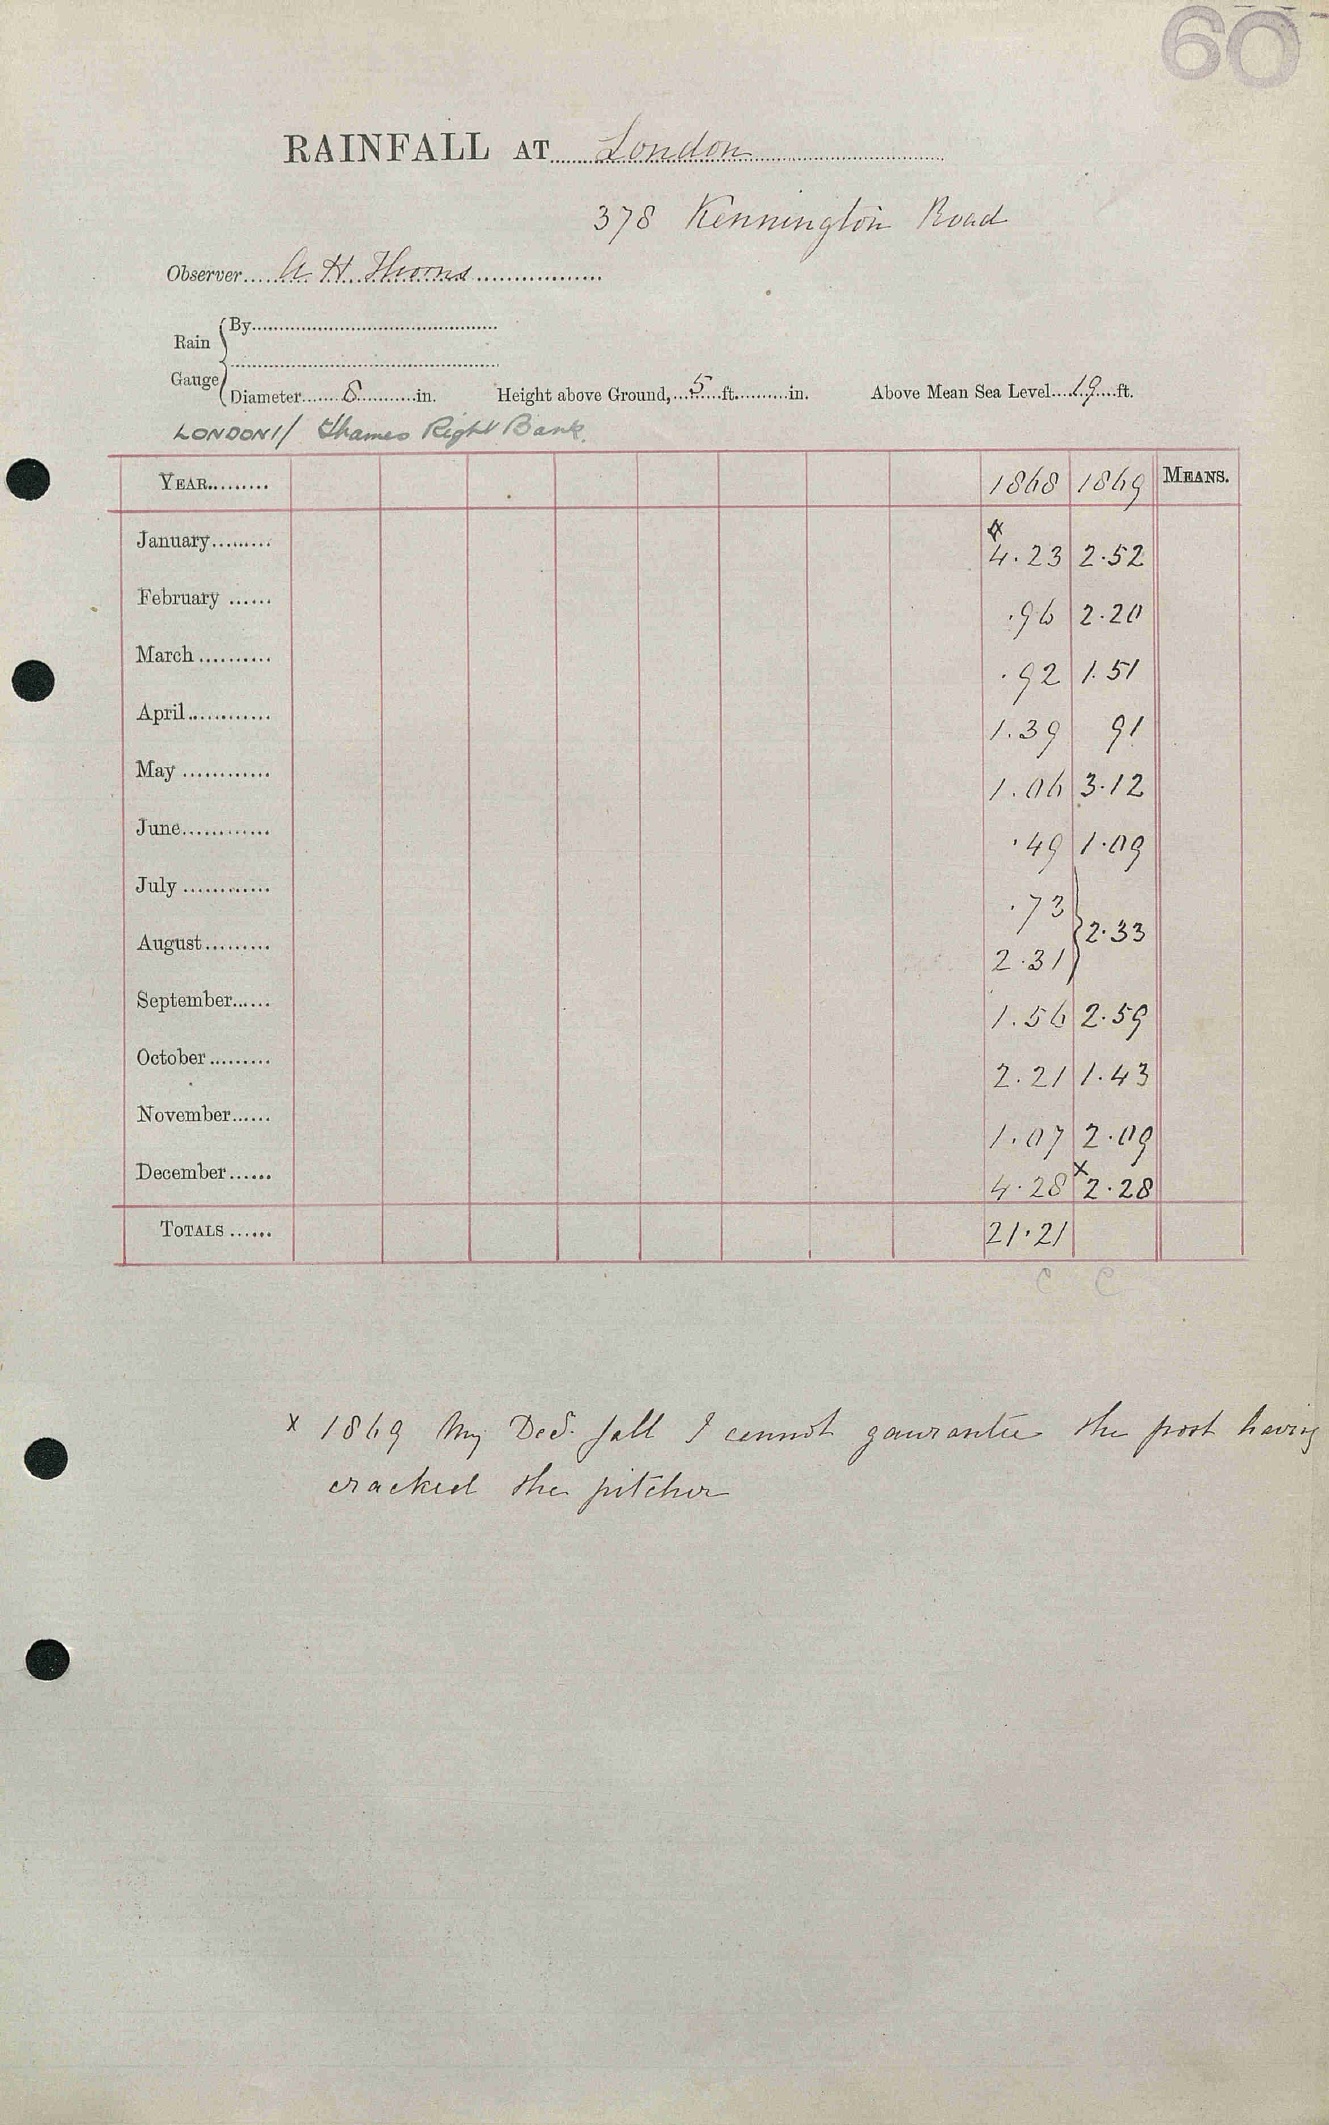 60
RAINFALL AT London
378 Kennington Road
Observer A H Thoms
Rain Gauge { By
Diameter 8 in. Height above Ground, 5 ft. in. Above Mean Sea Level 19 ft.
LONDON 1/ Thames Right Bank.
YEAR 1868 1869 MEANS.
January x 4.23 2.52
February .96 2.20
March .92 1.51
April 1.39 91
May 1.06 3.12
June .49 1.09
July .73 } 2.33
August 2.31
September 1.56 2.59
October 2.21 1.43
November 1.07 2.09
December 4.28 x 2.28
TOTALS 21.21
C C
x 1869 My Decr. fall I cannot gaurantee the frost having
cracked the pitcher